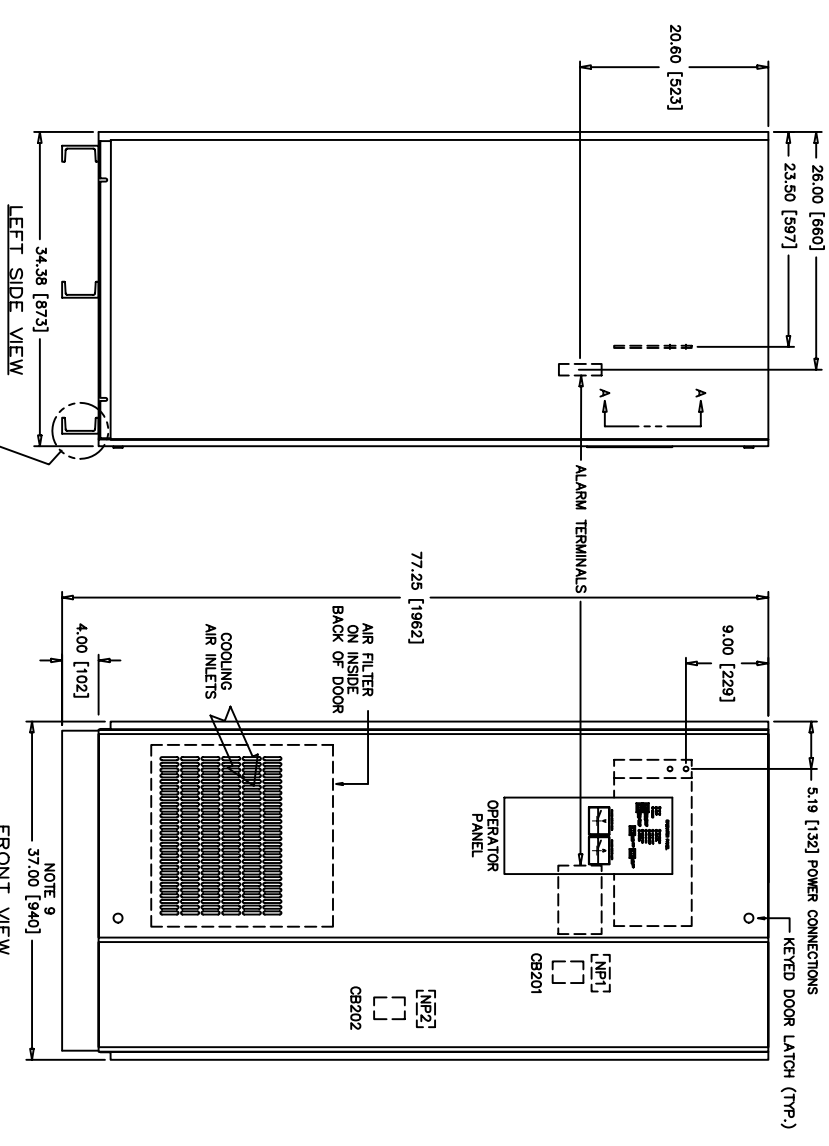 20.60 [523]
26.00 [660]
23.50 [597]
A
A
34.38 [873]
LEFT SIDE VIEW
ALARM TERMINALS
77.25 [1962]
4.00 [102]
9.00 [229]
5.19 [132] POWER CONNECTIONS
KEYED DOOR LATCH (TYP.)
AIR FILTER
ON INSIDE
BACK OF DOOR
COOLING
AIR INLETS
OPERATOR
PANEL
NP1
CB201
NP2
CB202
NOTE 9
37.00 [940]
FRONT VIEW